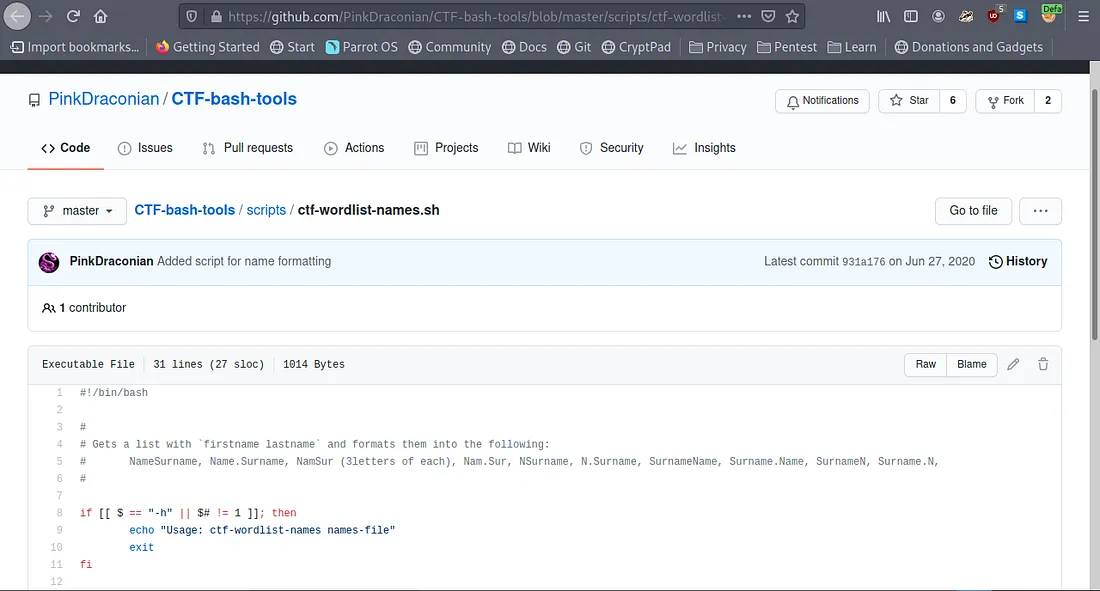 https://github.com/PinkDraconian/CTF-bash-tools/blob/master/scripts/ctf-wordlist-
5
Defa
Import bookmarks... Getting Started Start Parrot OS Community Docs Git CryptPad Privacy Pentest Learn Donations and Gadgets
PinkDraconian / CTF-bash-tools
Notifications Star 6 Fork 2
Code Issues Pull requests Actions Projects Wiki Security Insights
master CTF-bash-tools / scripts / ctf-wordlist-names.sh Go to file ...
PinkDraconian Added script for name formatting Latest commit 931a176 on Jun 27, 2020 History
1 contributor
Executable File 31 lines (27 sloc) 1014 Bytes Raw Blame
1 #!/bin/bash
2
3 #
4 # Gets a list with `firstname lastname` and formats them into the following:
5 # NameSurname, Name.Surname, NamSur (3letters of each), Nam.Sur, NSurname, N.Surname, SurnameName, Surname.Name, SurnameN, Surname.N,
6 #
7
8 if [[ $ == "-h" || $# != 1 ]]; then
9 echo "Usage: ctf-wordlist-names names-file"
10 exit
11 fi
12